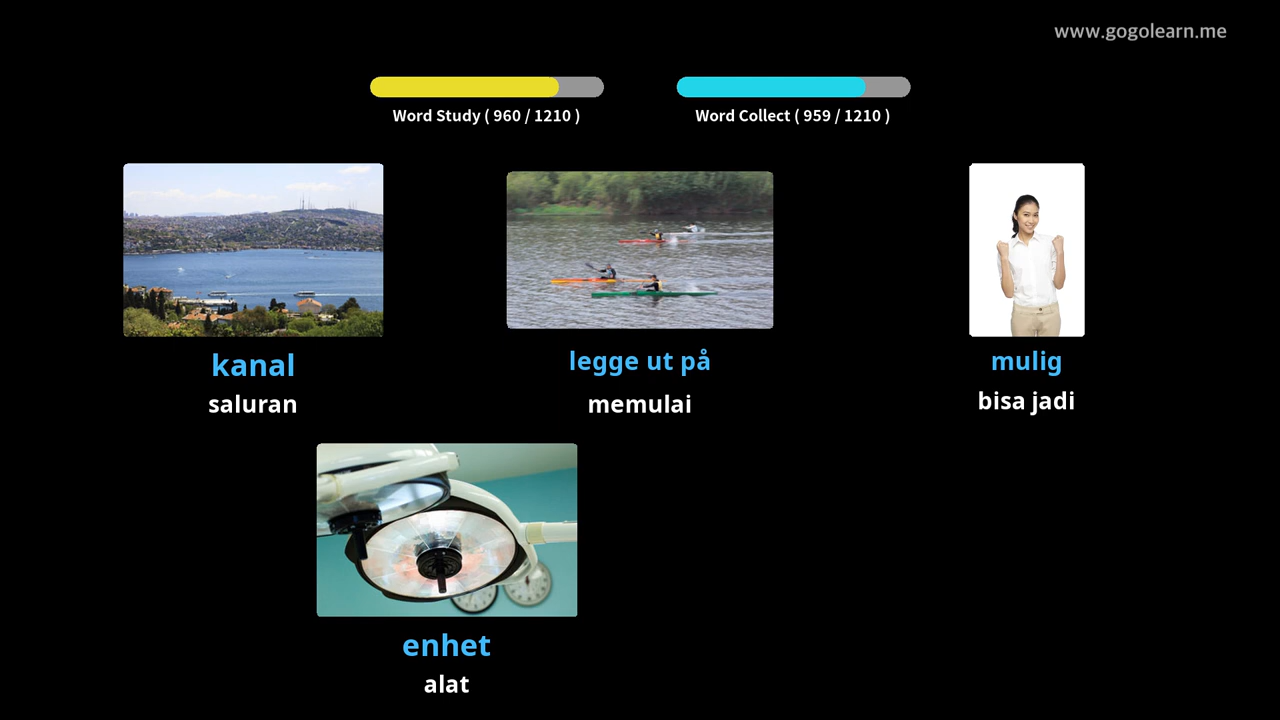 www.gogolearn.me
Word Study ( 960 / 1210 )
Word Collect ( 959 / 1210 )
kanal
saluran
legge ut på
memulai
mulig
bisa jadi
enhet
alat